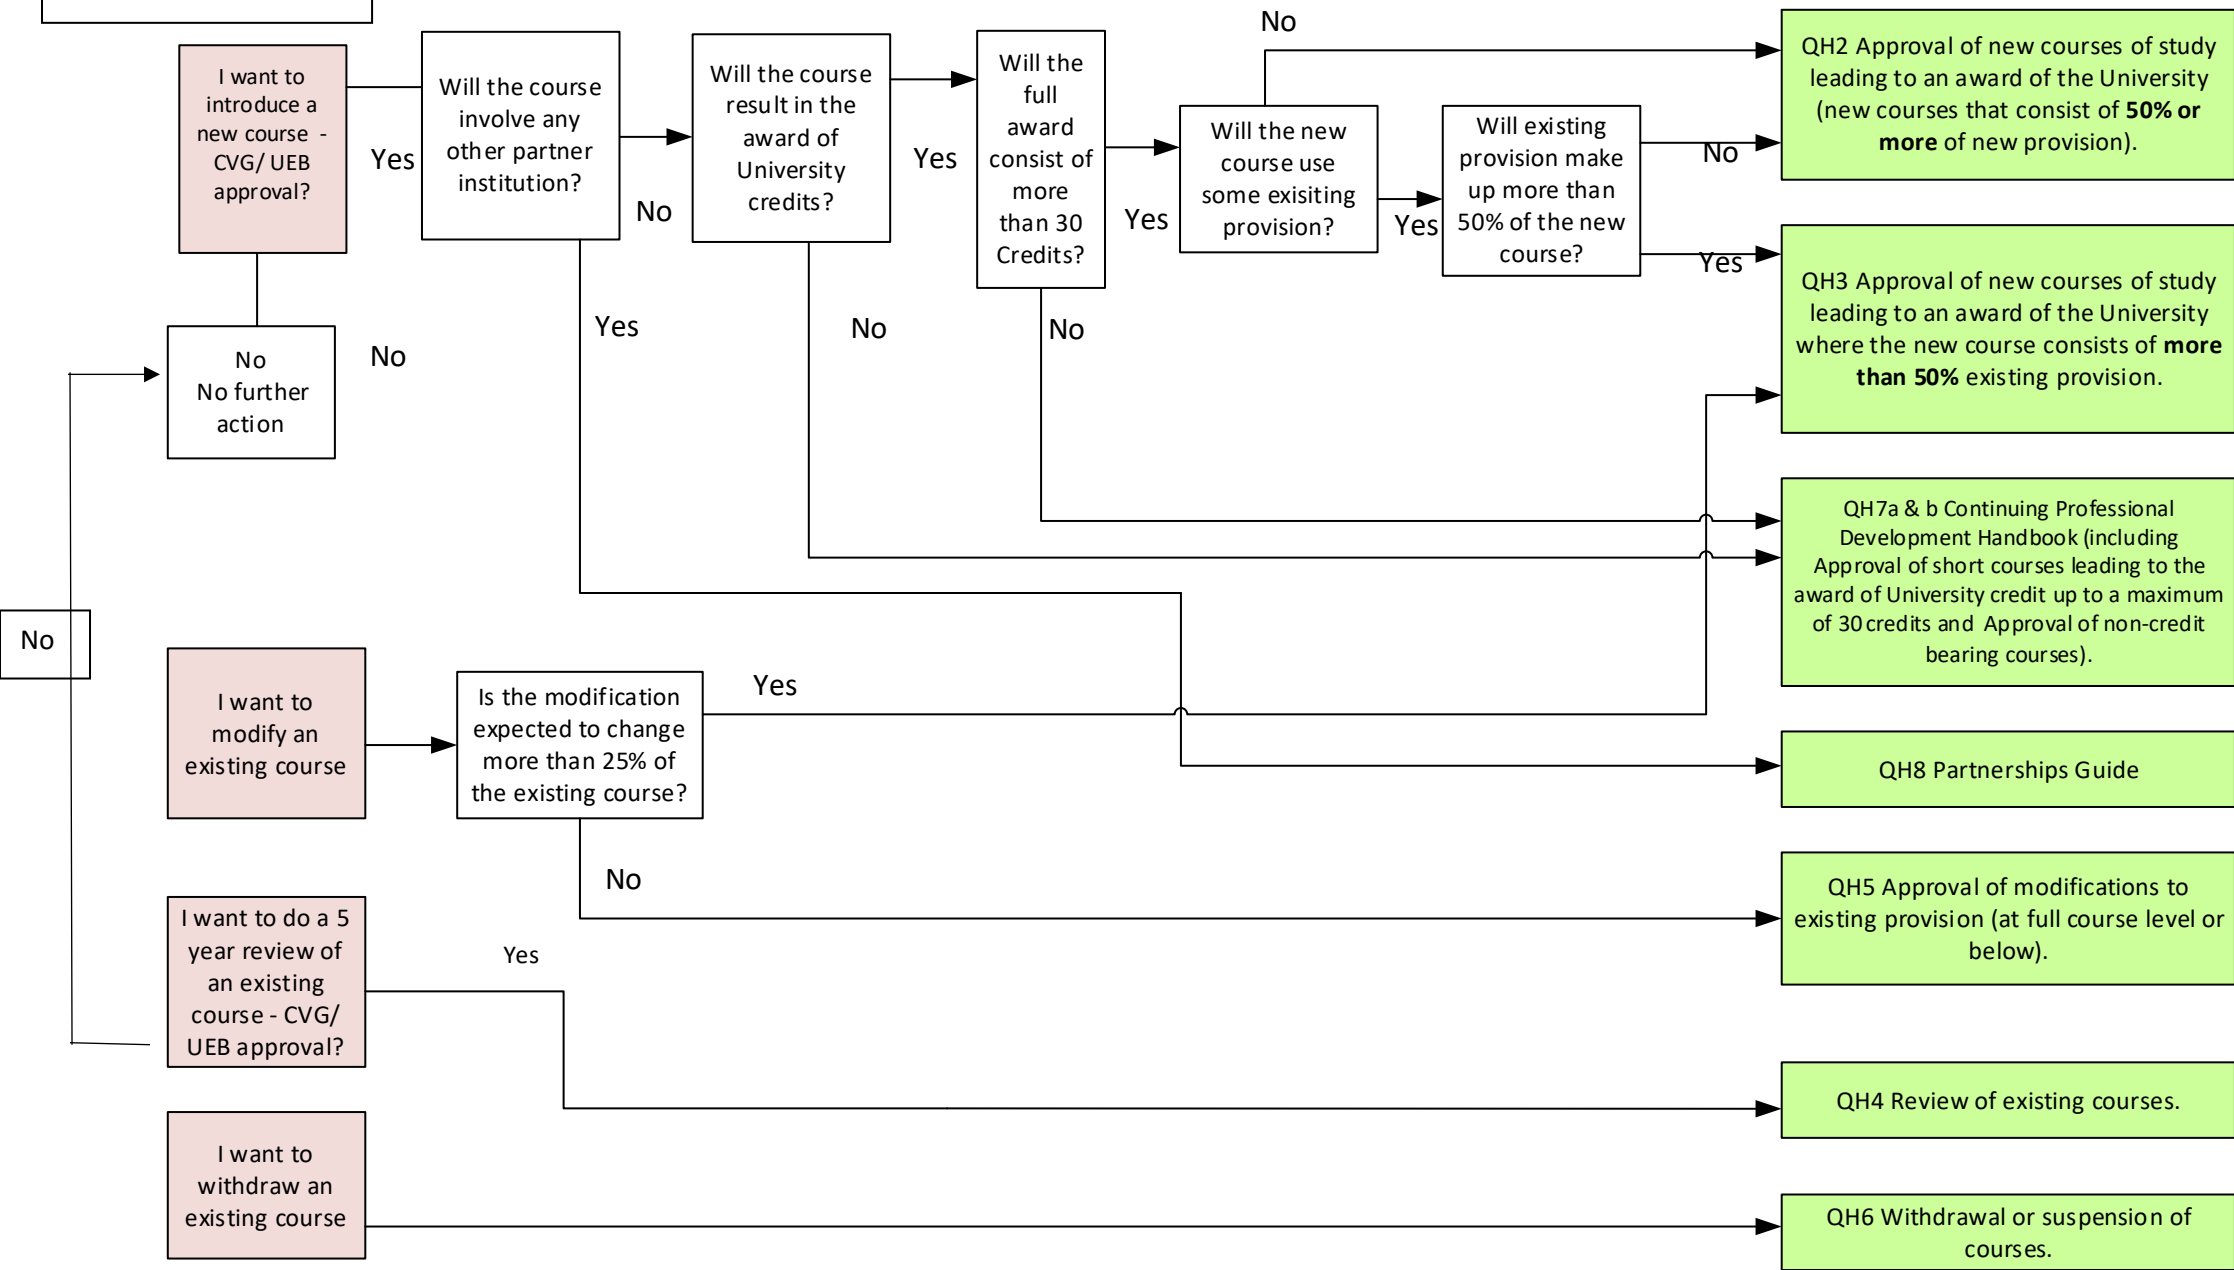 I want to
introduce a
new course -
CVG/ UEB
approval?
Yes
Will the course
involve any
other partner
institution?
No
Will the course
result in the
award of
University
credits?
Yes
Will the
full
award
consist of
more
than 30
Credits?
Yes
No
Will the new
course use
some exisiting
provision?
Yes
Will existing
provision make
up more than
50% of the new
course?
No
Yes
QH2 Approval of new courses of study
leading to an award of the University
(new courses that consist of 50% or
more of new provision).
No
No further
action
No
Yes
No
No
QH3 Approval of new courses of study
leading to an award of the University
where the new course consists of more
than 50% existing provision.
QH7a & b Continuing Professional
Development Handbook (including
Approval of short courses leading to the
award of University credit up to a maximum
of 30 credits and Approval of non-credit
bearing courses).
No
I want to
modify an
existing course
Is the modification
expected to change
more than 25% of
the existing course?
Yes
No
QH8 Partnerships Guide
QH5 Approval of modifications to
existing provision (at full course level or
below).
I want to do a 5
year review of
an existing
course - CVG/
UEB approval?
Yes
QH4 Review of existing courses.
I want to
withdraw an
existing course
QH6 Withdrawal or suspension of
courses.